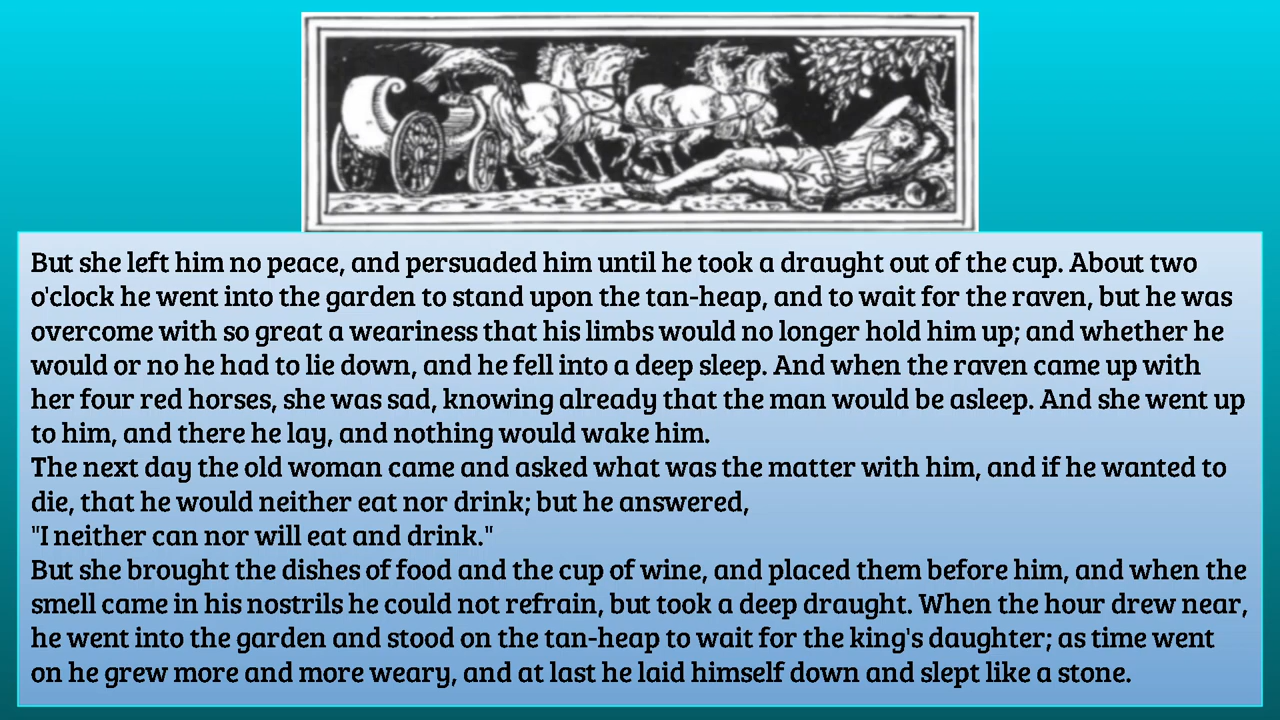 But she left him no peace, and persuaded him until he took a draught out of the cup. About two
o'clock he went into the garden to stand upon the tan-heap, and to wait for the raven, but he was
overcome with so great a weariness that his limbs would no longer hold him up; and whether he
would or no he had to lie down, and he fell into a deep sleep. And when the raven came up with
her four red horses, she was sad, knowing already that the man would be asleep. And she went up
to him, and there he lay, and nothing would wake him.
The next day the old woman came and asked what was the matter with him, and if he wanted to
die, that he would neither eat nor drink; but he answered,
"I neither can nor will eat and drink."
But she brought the dishes of food and the cup of wine, and placed them before him, and when the
smell came in his nostrils he could not refrain, but took a deep draught. When the hour drew near,
he went into the garden and stood on the tan-heap to wait for the king's daughter; as time went
on he grew more and more weary, and at last he laid himself down and slept like a stone.